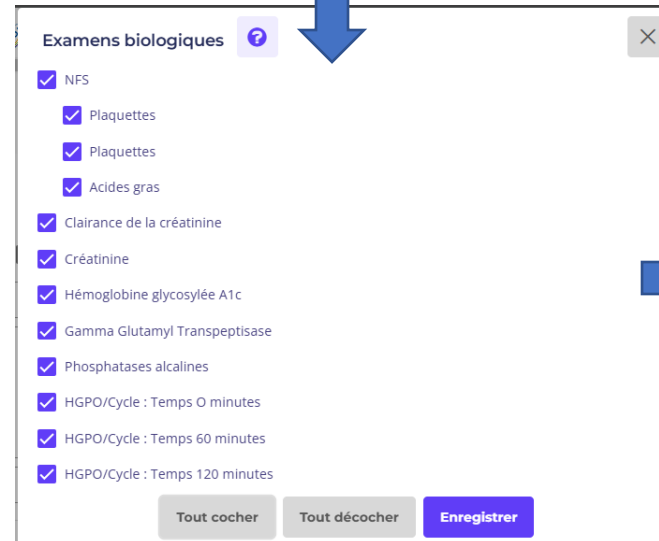 Examens biologiques ?
NFS
Plaquettes
Plaquettes
Acides gras
Clairance de la créatinine
Créatinine
Hémoglobine glycosylée A1c
Gamma Glutamyl Transpeptisase
Phosphatases alcalines
HGPO/Cycle : Temps O minutes
HGPO/Cycle : Temps 60 minutes
HGPO/Cycle : Temps 120 minutes
Tout cocher Tout décocher Enregistrer